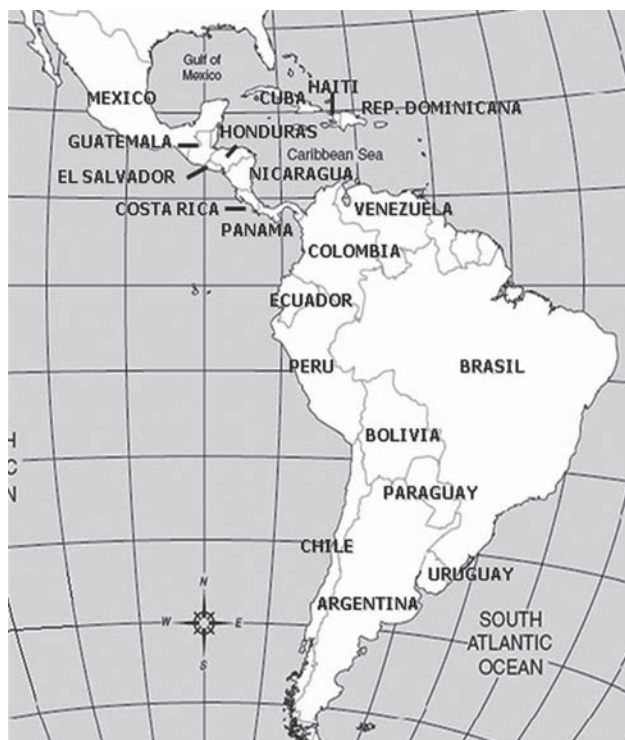 Gulf of
Mexico
MEXICO
HAITI
CUBA
REP. DOMINICANA
GUATEMALA
HONDURAS
Caribbean Sea
EL SALVADOR
NICARAGUA
COSTA RICA
PANAMA
VENEZUELA
COLOMBIA
ECUADOR
PERU
BRASIL
BOLIVIA
PARAGUAY
CHILE
URUGUAY
ARGENTINA
N
W
E
S
SOUTH
ATLANTIC
OCEAN